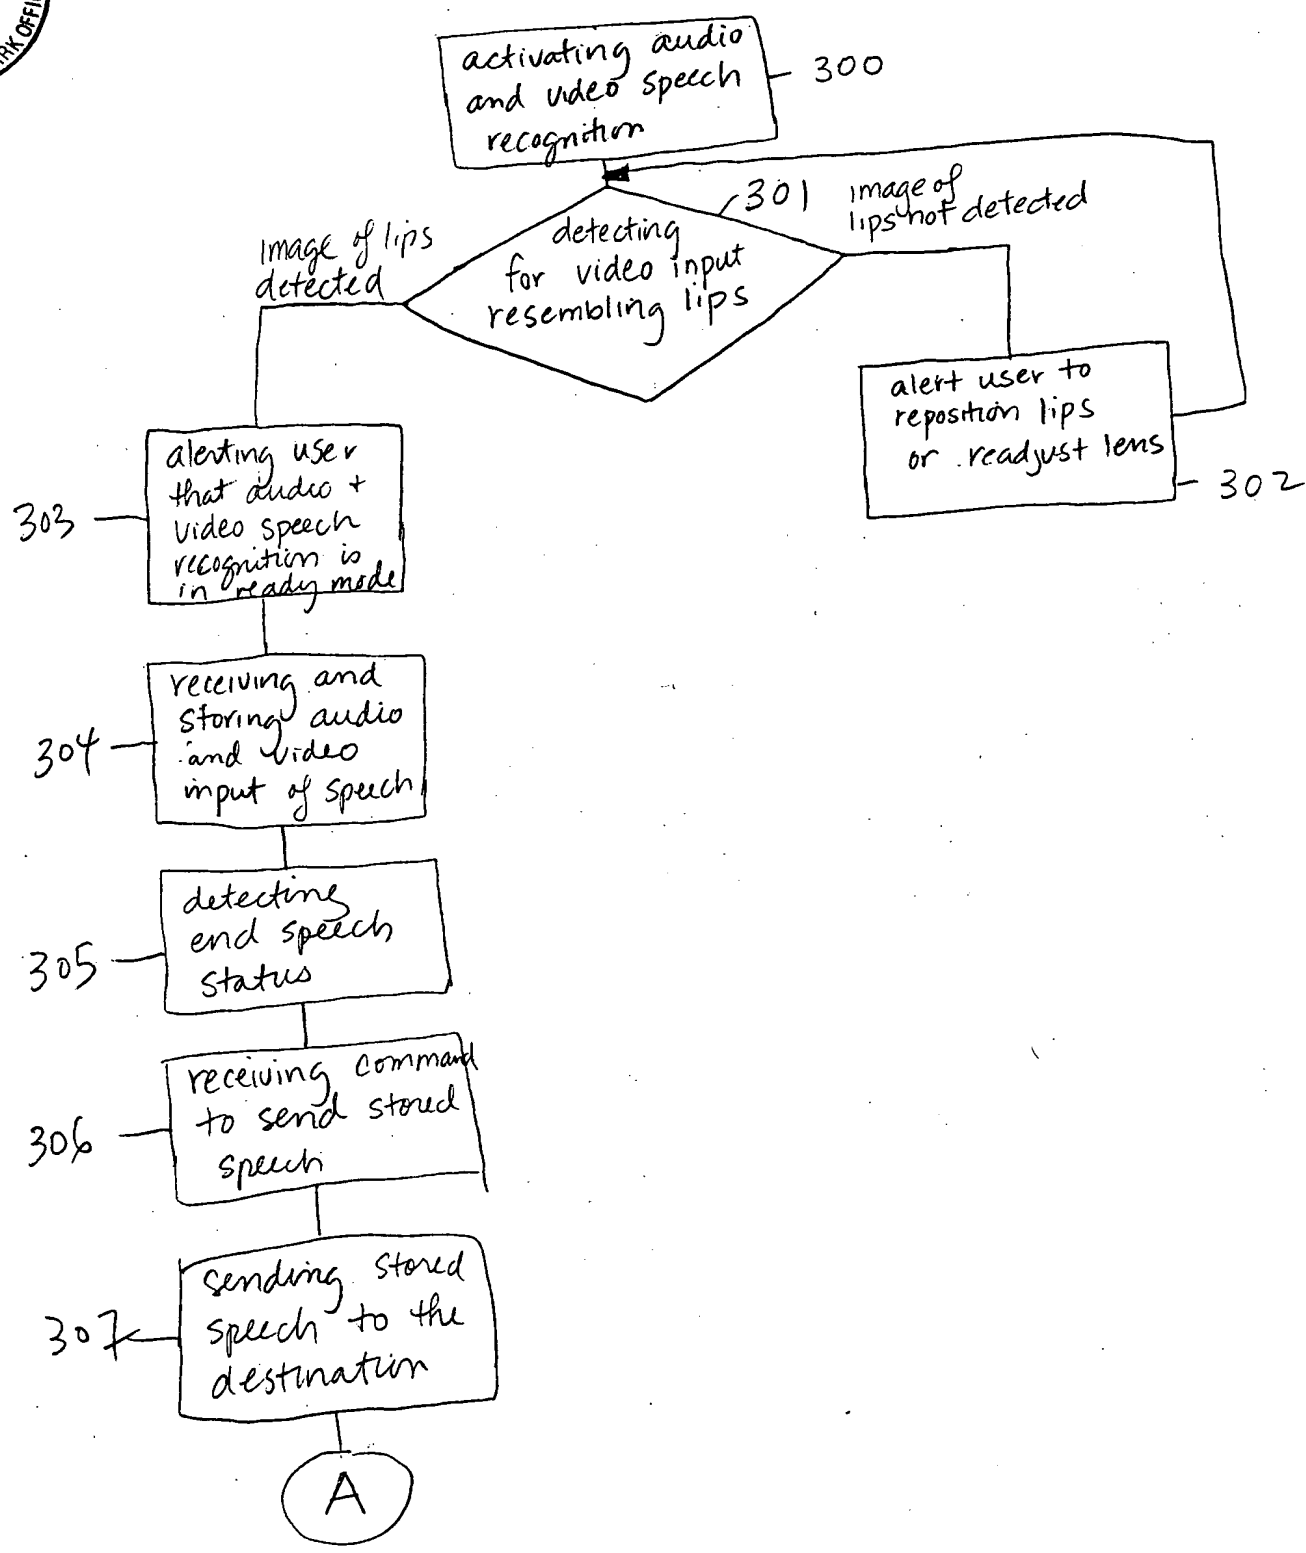 RK OFFI
activating audio
and video speech
recognition
300
301
image of
lips not detected
Image of lips
detected
detecting
for video input
resembling lips
alert user to
reposition lips
or readjust lens
302
alerting user
that audio +
video speech
recognition is
in ready mode
303
receiving and
storing audio
and video
input of speech
304
detecting
end speech
status
305
receiving command
to send stored
speech
306
sending stored
speech to the
destination
307
A